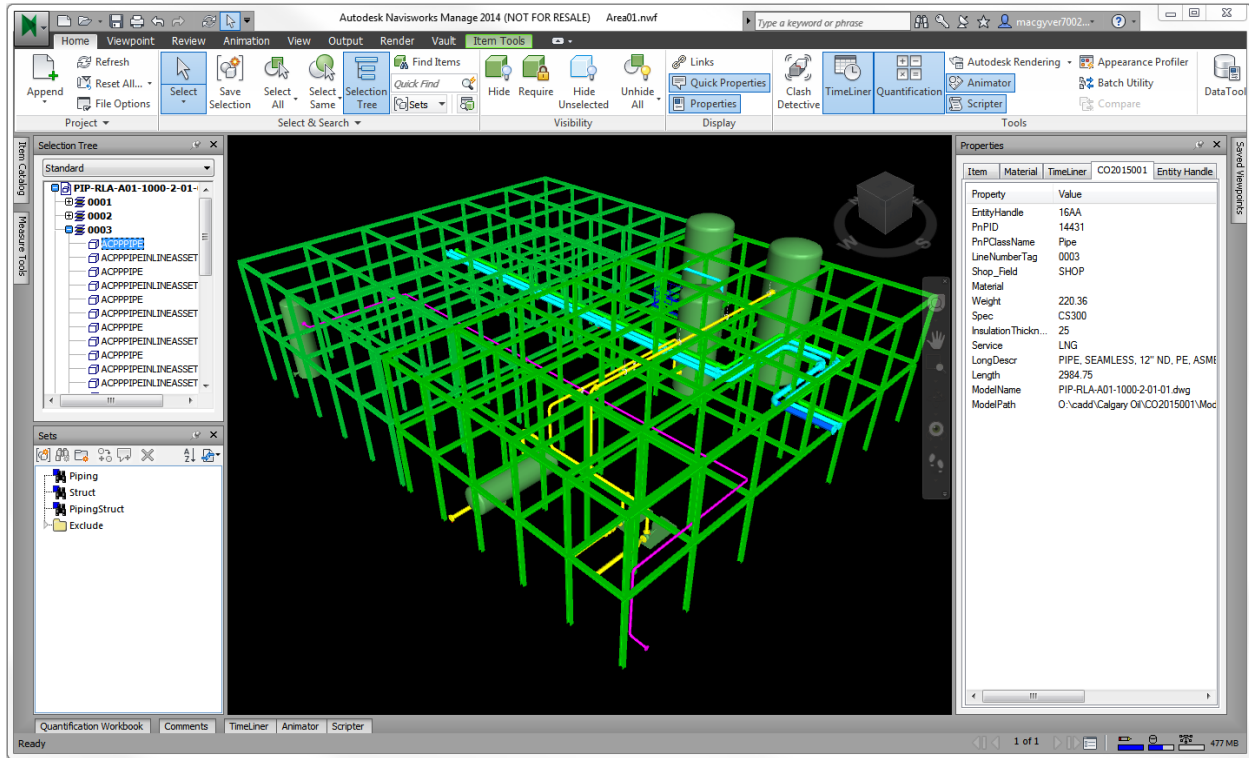 Autodesk Navisworks Manage 2014 (NOT FOR RESALE) Area01.nwf
Type a keyword or phrase
macgyver7002...
Home Viewpoint Review Animation View Output Render Vault Item Tools
Append
Refresh
Reset All...
File Options
Project
Select
Save Selection
Select All
Select Same
Selection Tree
Find Items
Quick Find
Sets
Select & Search
Hide
Require
Hide Unselected
Unhide All
Visibility
Links
Quick Properties
Properties
Display
Clash Detective
TimeLiner
Quantification
Autodesk Rendering
Animator
Scripter
Appearance Profiler
Batch Utility
Compare
DataTool
Tools
Item Catalog
Measure Tools
Selection Tree
Standard
PIP-RLA-A01-1000-2-01-
0001
0002
0003
ACPPPIPE
ACPPPIPEINLINEASSET
ACPPPIPE
ACPPPIPEINLINEASSET
ACPPPIPE
ACPPPIPEINLINEASSET
ACPPPIPE
ACPPPIPEINLINEASSET
ACPPPIPE
ACPPPIPEINLINEASSET
ACPPPIPEINLINEASSET
Sets
Piping
Struct
PipingStruct
Exclude
W
S
Properties
Saved Viewpoints
Item Material TimeLiner CO2015001 Entity Handle
Property Value
EntityHandle 16AA
PnPID 14431
PnPClassName Pipe
LineNumberTag 0003
Shop_Field SHOP
Material
Weight 220.36
Spec CS300
InsulationThickn... 25
Service LNG
LongDescr PIPE, SEAMLESS, 12" ND, PE, ASME
Length 2984.75
ModelName PIP-RLA-A01-1000-2-01-01.dwg
ModelPath O:\cadd\Calgary Oil\CO2015001\Mod
Quantification Workbook Comments TimeLiner Animator Scripter
Ready
1 of 1
477 MB